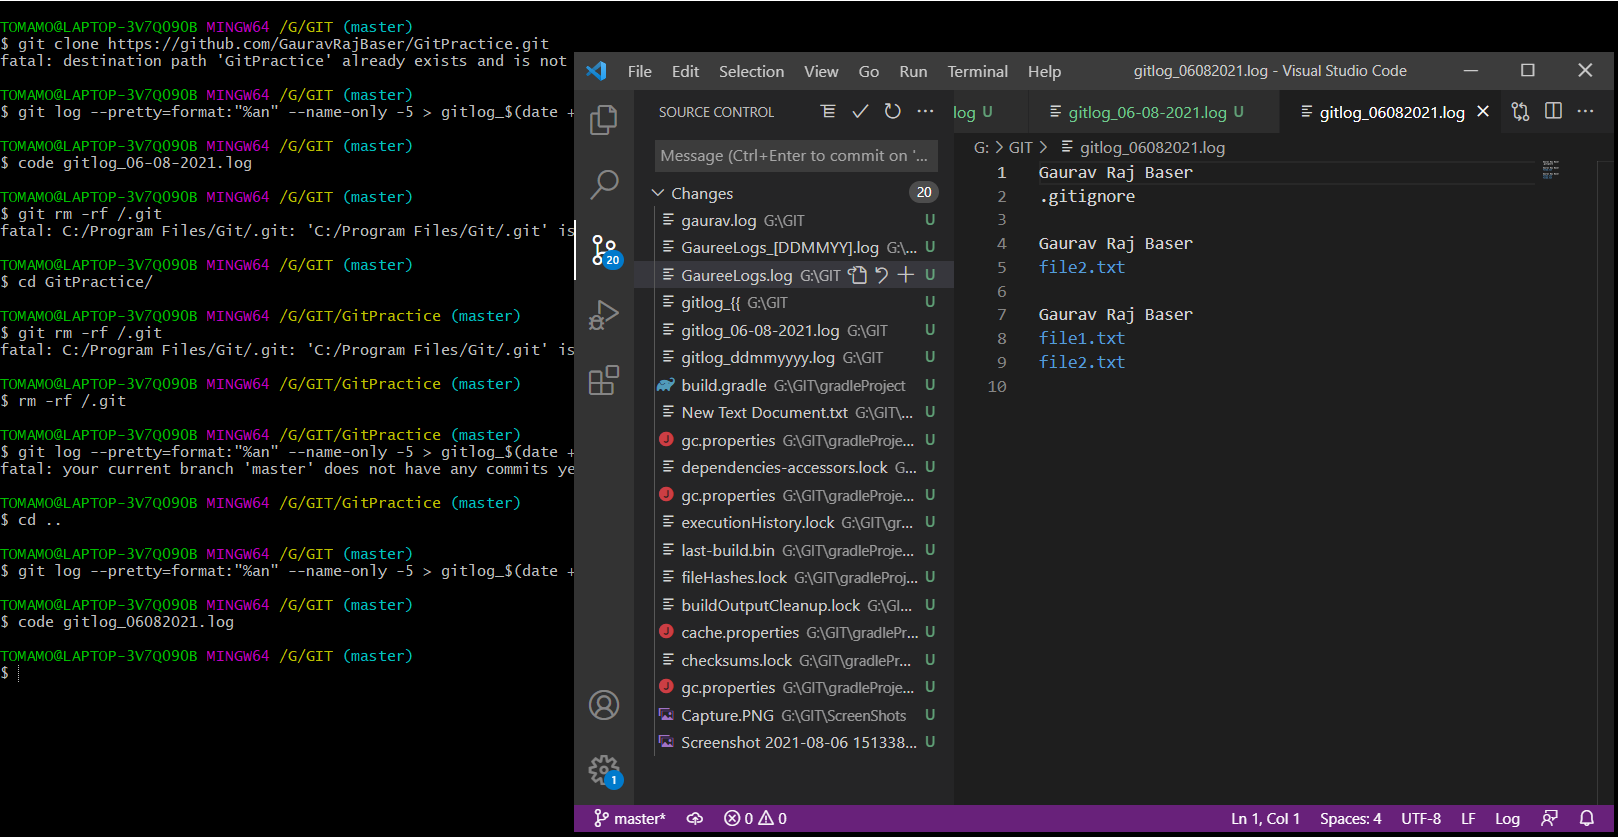 TOMAMO@LAPTOP-3V7QO90B MINGW64 /G/GIT (master)
$ git clone https://github.com/GauravRajBaser/GitPractice.git
fatal: destination path 'GitPractice' already exists and is not
TOMAMO@LAPTOP-3V7QO90B MINGW64 /G/GIT (master)
$ git log --pretty=format:"%an" --name-only -5 > gitlog_$(date +
TOMAMO@LAPTOP-3V7QO90B MINGW64 /G/GIT (master)
$ code gitlog_06-08-2021.log
TOMAMO@LAPTOP-3V7QO90B MINGW64 /G/GIT (master)
$ git rm -rf /.git
fatal: C:/Program Files/Git/.git: 'C:/Program Files/Git/.git' is
TOMAMO@LAPTOP-3V7QO90B MINGW64 /G/GIT (master)
$ cd GitPractice/
TOMAMO@LAPTOP-3V7QO90B MINGW64 /G/GIT/GitPractice (master)
$ git rm -rf /.git
fatal: C:/Program Files/Git/.git: 'C:/Program Files/Git/.git' is
TOMAMO@LAPTOP-3V7QO90B MINGW64 /G/GIT/GitPractice (master)
$ rm -rf /.git
TOMAMO@LAPTOP-3V7QO90B MINGW64 /G/GIT/GitPractice (master)
$ git log --pretty=format:"%an" --name-only -5 > gitlog_$(date +
fatal: your current branch 'master' does not have any commits ye
TOMAMO@LAPTOP-3V7QO90B MINGW64 /G/GIT/GitPractice (master)
$ cd ..
TOMAMO@LAPTOP-3V7QO90B MINGW64 /G/GIT (master)
$ git log --pretty=format:"%an" --name-only -5 > gitlog_$(date +
TOMAMO@LAPTOP-3V7QO90B MINGW64 /G/GIT (master)
$ code gitlog_06082021.log
TOMAMO@LAPTOP-3V7QO90B MINGW64 /G/GIT (master)
$
File Edit Selection View Go Run Terminal Help gitlog_06082021.log - Visual Studio Code
SOURCE CONTROL
Message (Ctrl+Enter to commit on '...
Changes 20
gaurav.log G:\GIT U
GaureeLogs_[DDMMYY].log G:\... U
GaureeLogs.log G:\GIT U
gitlog_{{ G:\GIT U
gitlog_06-08-2021.log G:\GIT U
gitlog_ddmmyyyy.log G:\GIT U
build.gradle G:\GIT\gradleProject U
New Text Document.txt G:\GIT\... U
gc.properties G:\GIT\gradleProje... U
dependencies-accessors.lock G... U
gc.properties G:\GIT\gradleProje... U
executionHistory.lock G:\GIT\gr... U
last-build.bin G:\GIT\gradleProje... U
fileHashes.lock G:\GIT\gradleProj... U
buildOutputCleanup.lock G:\GI... U
cache.properties G:\GIT\gradlePr... U
checksums.lock G:\GIT\gradlePr... U
gc.properties G:\GIT\gradleProje... U
Capture.PNG G:\GIT\ScreenShots U
Screenshot 2021-08-06 151338... U
20
1
log U gitlog_06-08-2021.log U gitlog_06082021.log
G: > GIT > gitlog_06082021.log
1 Gaurav Raj Baser
2 .gitignore
3
4 Gaurav Raj Baser
5 file2.txt
6
7 Gaurav Raj Baser
8 file1.txt
9 file2.txt
10
master* 0 0 Ln 1, Col 1 Spaces: 4 UTF-8 LF Log